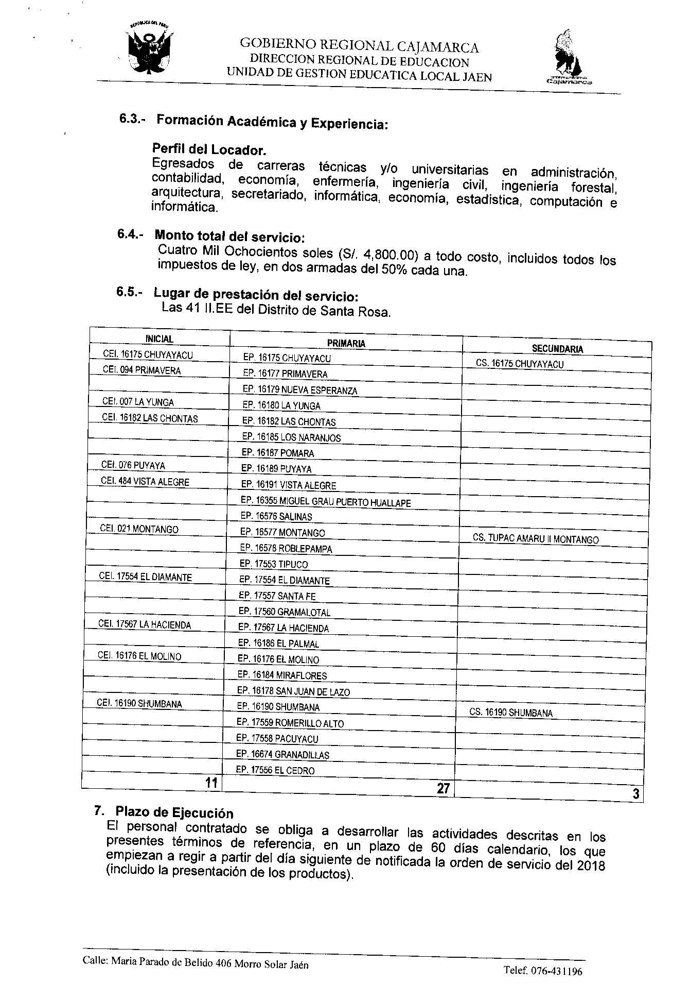 REPÚBLICA DEL PERU
GOBIERNO REGIONAL CAJAMARCA
DIRECCION REGIONAL DE EDUCACION
UNIDAD DE GESTION EDUCATICA LOCAL JAEN
Cajamarca
6.3.- Formación Académica y Experiencia:
Perfil del Locador.
Egresados de carreras técnicas y/o universitarias en administración,
contabilidad, economía, enfermería, ingeniería civil, ingeniería forestal,
arquitectura, secretariado, informática, economía, estadística, computación e
informática.
6.4.- Monto total del servicio:
Cuatro Mil Ochocientos soles (S/. 4,800.00) a todo costo, incluidos todos los
impuestos de ley, en dos armadas del 50% cada una.
6.5.- Lugar de prestación del servicio:
Las 41 II.EE del Distrito de Santa Rosa.
INICIAL PRIMARIA SECUNDARIA
CEI. 16175 CHUYAYACU EP. 16175 CHUYAYACU CS. 16175 CHUYAYACU
CEI. 094 PRIMAVERA EP. 16177 PRIMAVERA
EP. 16179 NUEVA ESPERANZA
CEI. 007 LA YUNGA EP. 16180 LA YUNGA
CEI. 16182 LAS CHONTAS EP. 16182 LAS CHONTAS
EP. 16185 LOS NARANJOS
EP. 16187 POMARA
CEI. 076 PUYAYA EP. 16189 PUYAYA
CEI. 484 VISTA ALEGRE EP. 16191 VISTA ALEGRE
EP. 16355 MIGUEL GRAU PUERTO HUALLAPE
EP. 16576 SALINAS
CEI. 021 MONTANGO EP. 16577 MONTANGO CS. TUPAC AMARU II MONTANGO
EP. 16578 ROBLEPAMPA
EP. 17553 TIPUCO
CEI. 17554 EL DIAMANTE EP. 17554 EL DIAMANTE
EP. 17557 SANTA FE
EP. 17560 GRAMALOTAL
CEI. 17567 LA HACIENDA EP. 17567 LA HACIENDA
EP. 16186 EL PALMAL
CEI. 16176 EL MOLINO EP. 16176 EL MOLINO
EP. 16184 MIRAFLORES
EP. 16178 SAN JUAN DE LAZO
CEI. 16190 SHUMBANA EP. 16190 SHUMBANA CS. 16190 SHUMBANA
EP. 17559 ROMERILLO ALTO
EP. 17558 PACUYACU
EP. 16674 GRANADILLAS
EP. 17556 EL CEDRO
11 27 3
7. Plazo de Ejecución
El personal contratado se obliga a desarrollar las actividades descritas en los
presentes términos de referencia, en un plazo de 60 días calendario, los que
empiezan a regir a partir del día siguiente de notificada la orden de servicio del 2018
(incluido la presentación de los productos).
Calle: Maria Parado de Belido 406 Morro Solar Jaén
Telef. 076-431196